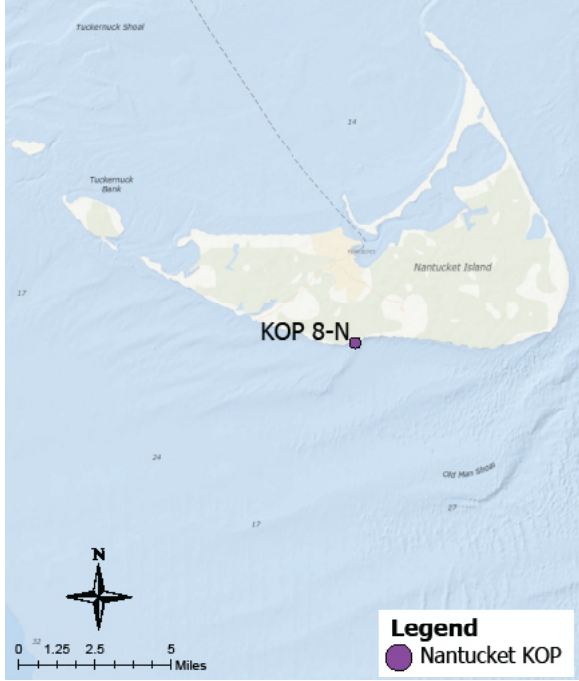 Tuckernuck Shoal
14
Tuckernuck
Bank
Nantucket Island
17
KOP 8-N
24
Old Man Shoal
27
17
N
32
0 1.25 2.5 5
Miles
Legend
Nantucket KOP